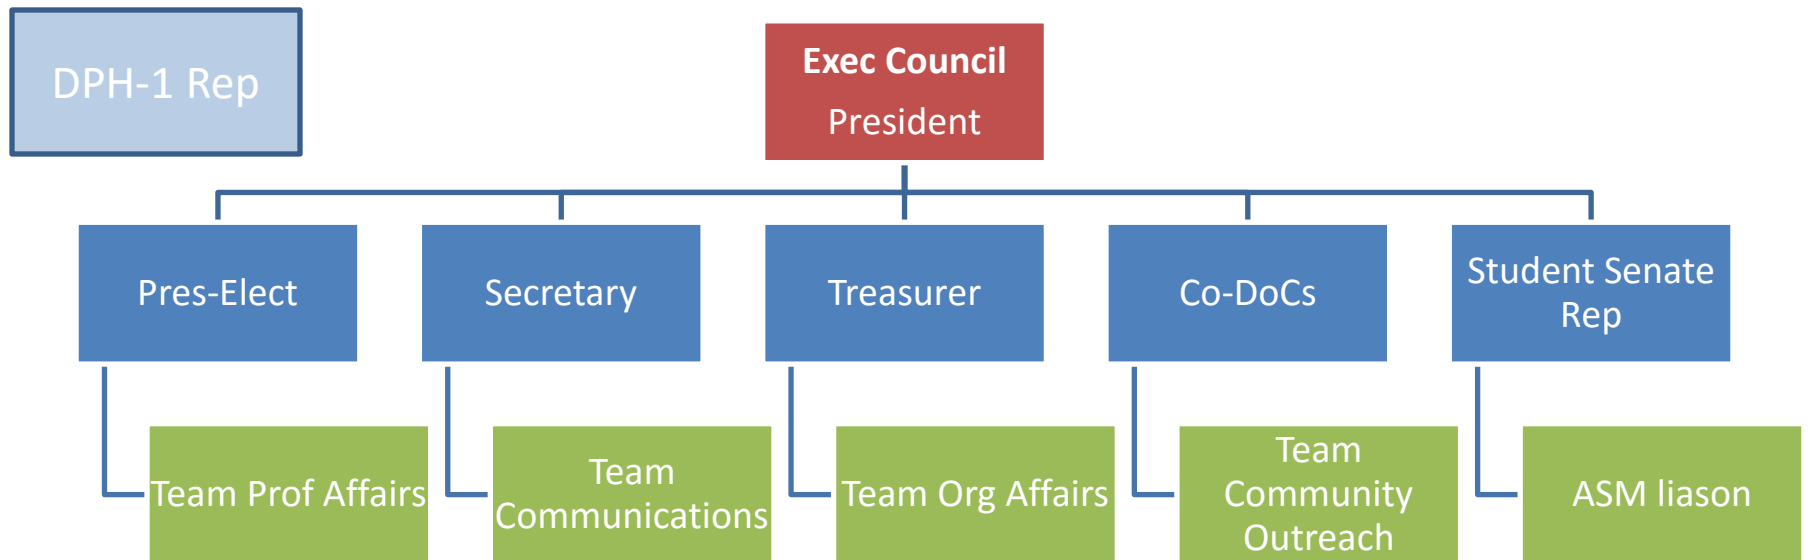 DPH-1 Rep
Exec Council
President
Pres-Elect
Secretary
Treasurer
Co-DoCs
Student Senate
Rep
Team Prof Affairs
Team
Communications
Team Org Affairs
Team
Community
Outreach
ASM liason